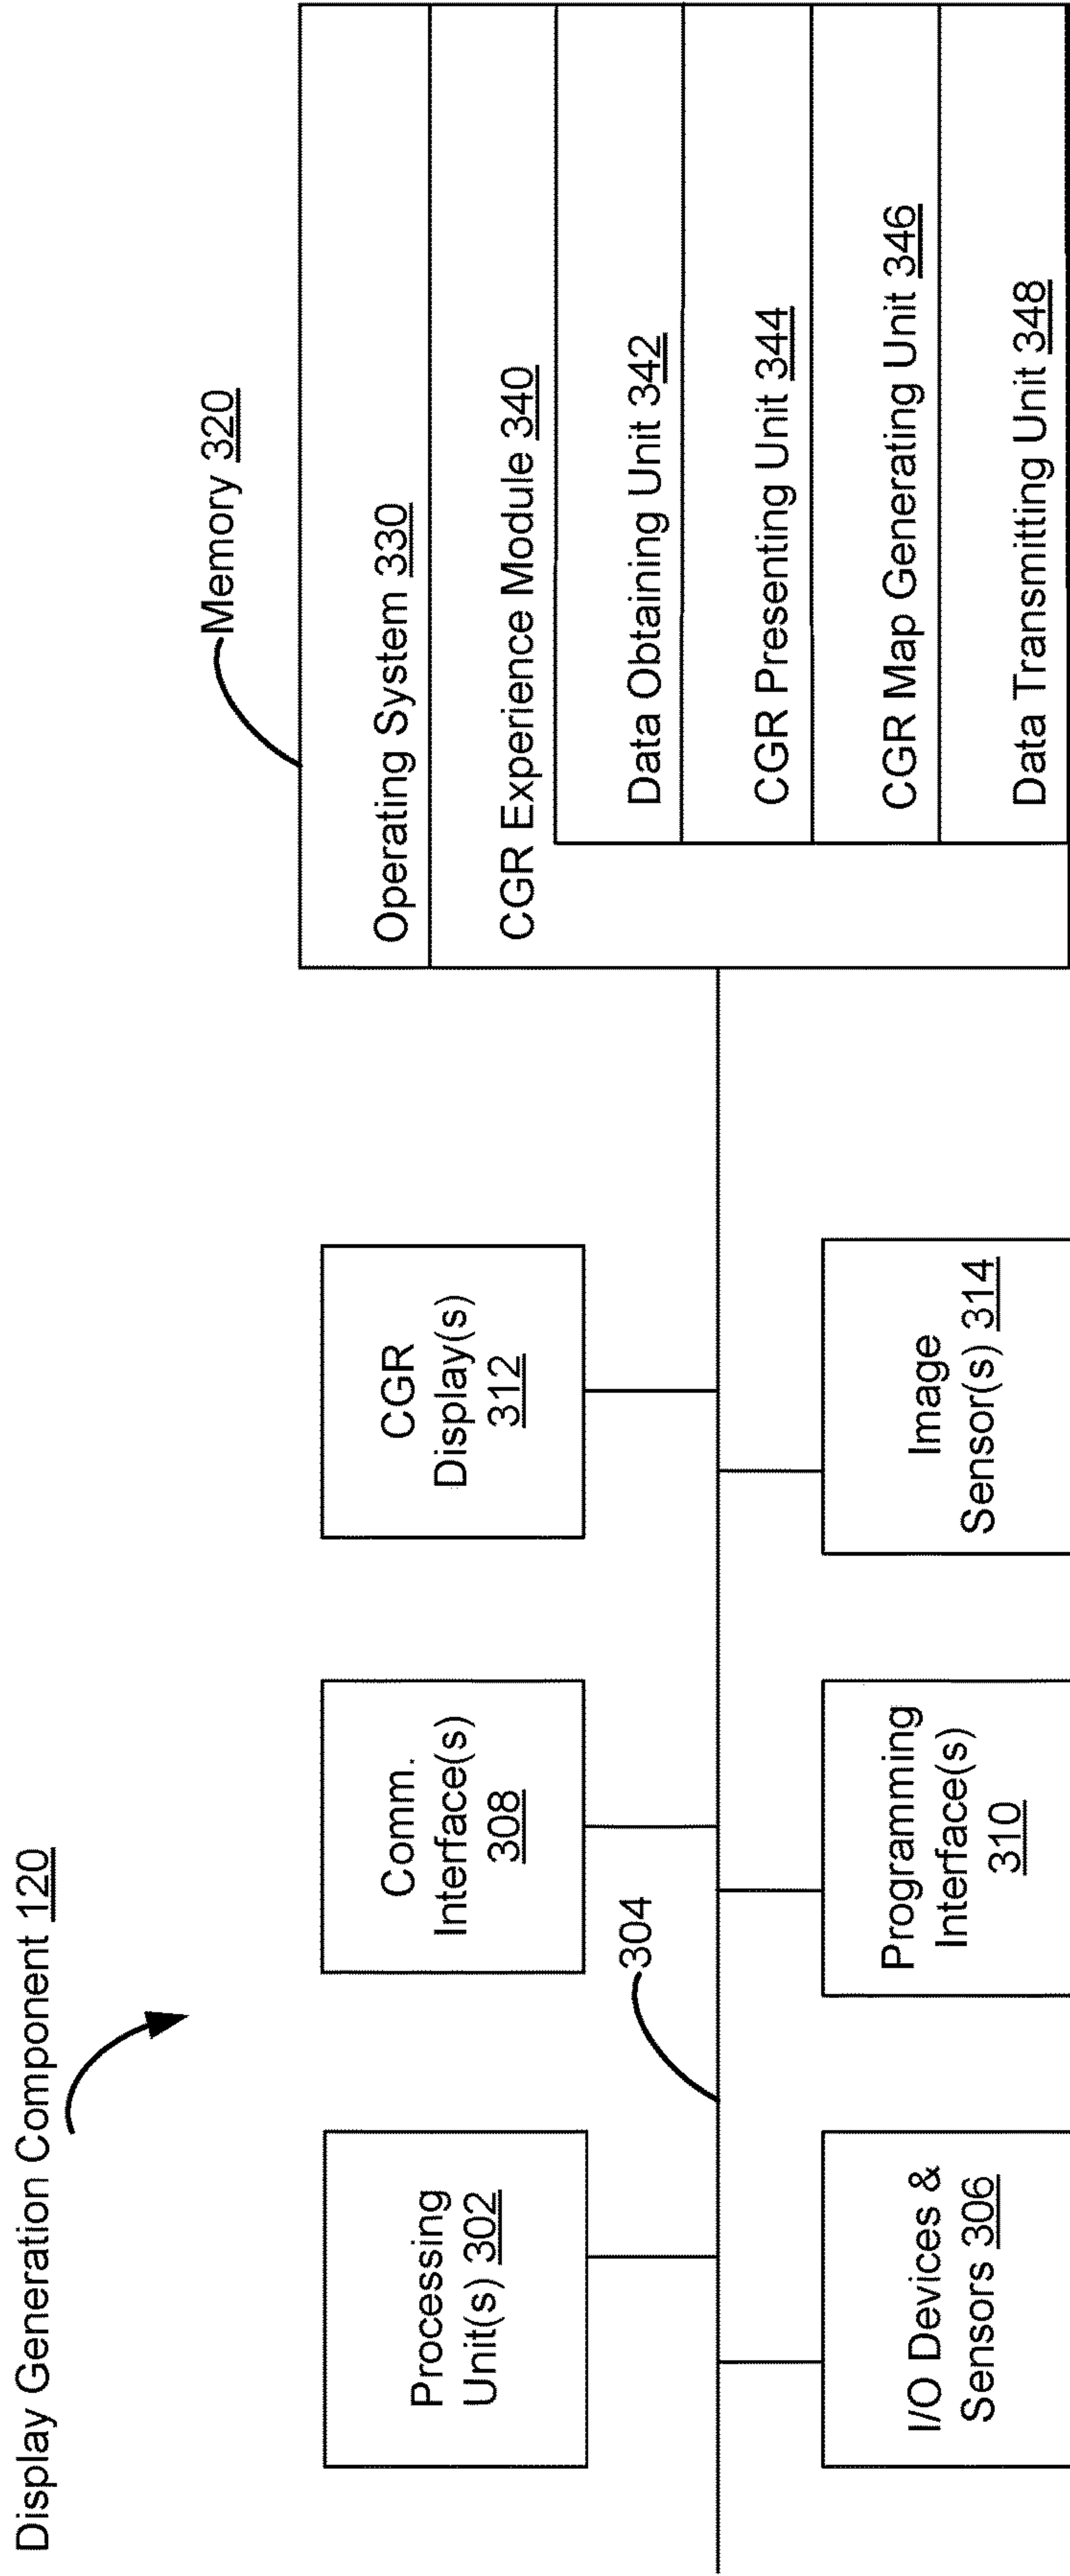 Display Generation Component 120
Memory 320
Processing
Unit(s) 302
Comm.
Interface(s)
308
CGR
Display(s)
312
304
I/O Devices &
Sensors 306
Programming
Interface(s)
310
Image
Sensor(s) 314
Operating System 330
CGR Experience Module 340
Data Obtaining Unit 342
CGR Presenting Unit 344
CGR Map Generating Unit 346
Data Transmitting Unit 348